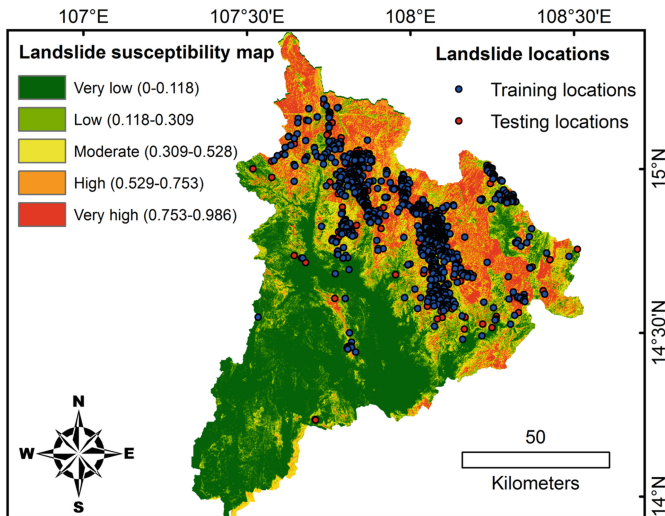 107°E
107°30'E
108°E
108°30'E
Landslide susceptibility map
Very low (0-0.118)
Low (0.118-0.309
Moderate (0.309-0.528)
High (0.529-0.753)
Very high (0.753-0.986)
Landslide locations
Training locations
Testing locations
15°N
14°30'N
14°N
N
W
E
S
50
Kilometers